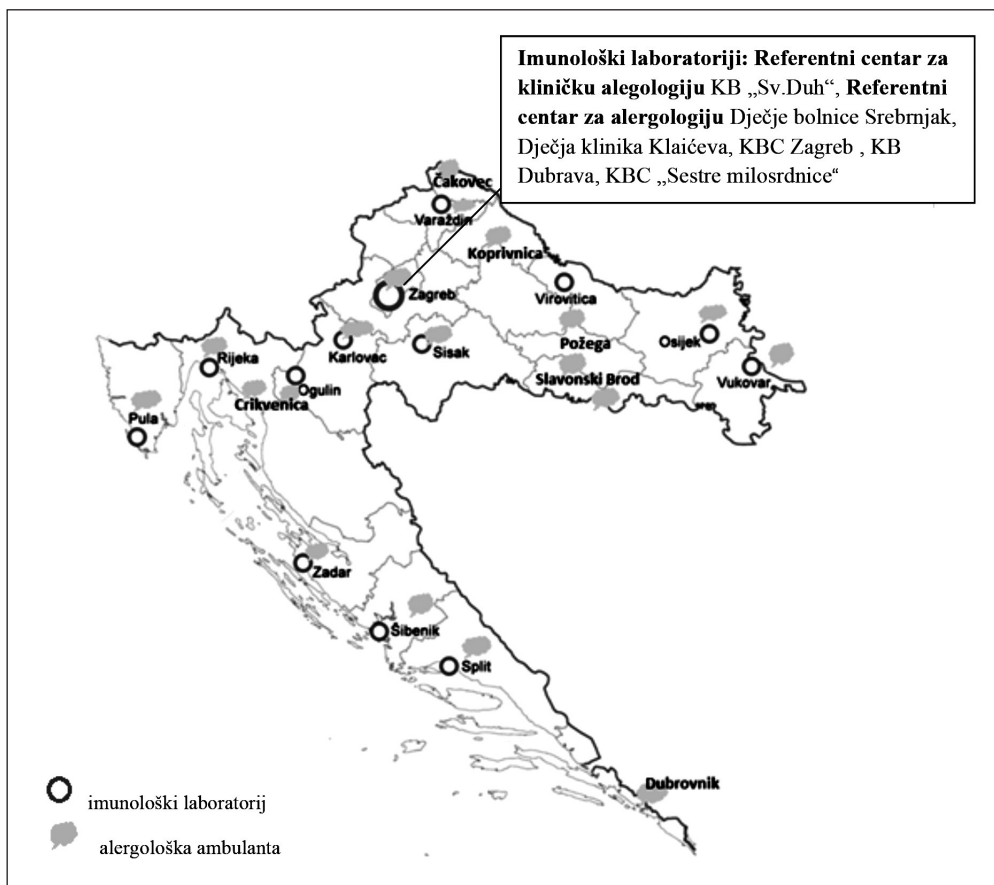 Imunološki laboratoriji: Referentni centar za
kliničku alegologiju KB „Sv.Duh“, Referentni
centar za alergologiju Dječje bolnice Srebrnjak,
Dječja klinika Klaićeva, KBC Zagreb , KB
Dubrava, KBC „Sestre milosrdnice“
Čakovec
Varaždin
Koprivnica
Zagreb
Virovitica
Požega
Osijek
Karlovac
Sisak
Rijeka
Slavonski Brod
Vukovar
Ogulin
Crikvenica
Pula
Zadar
Šibenik
Split
Dubrovnik
imunološki laboratorij
alergološka ambulanta